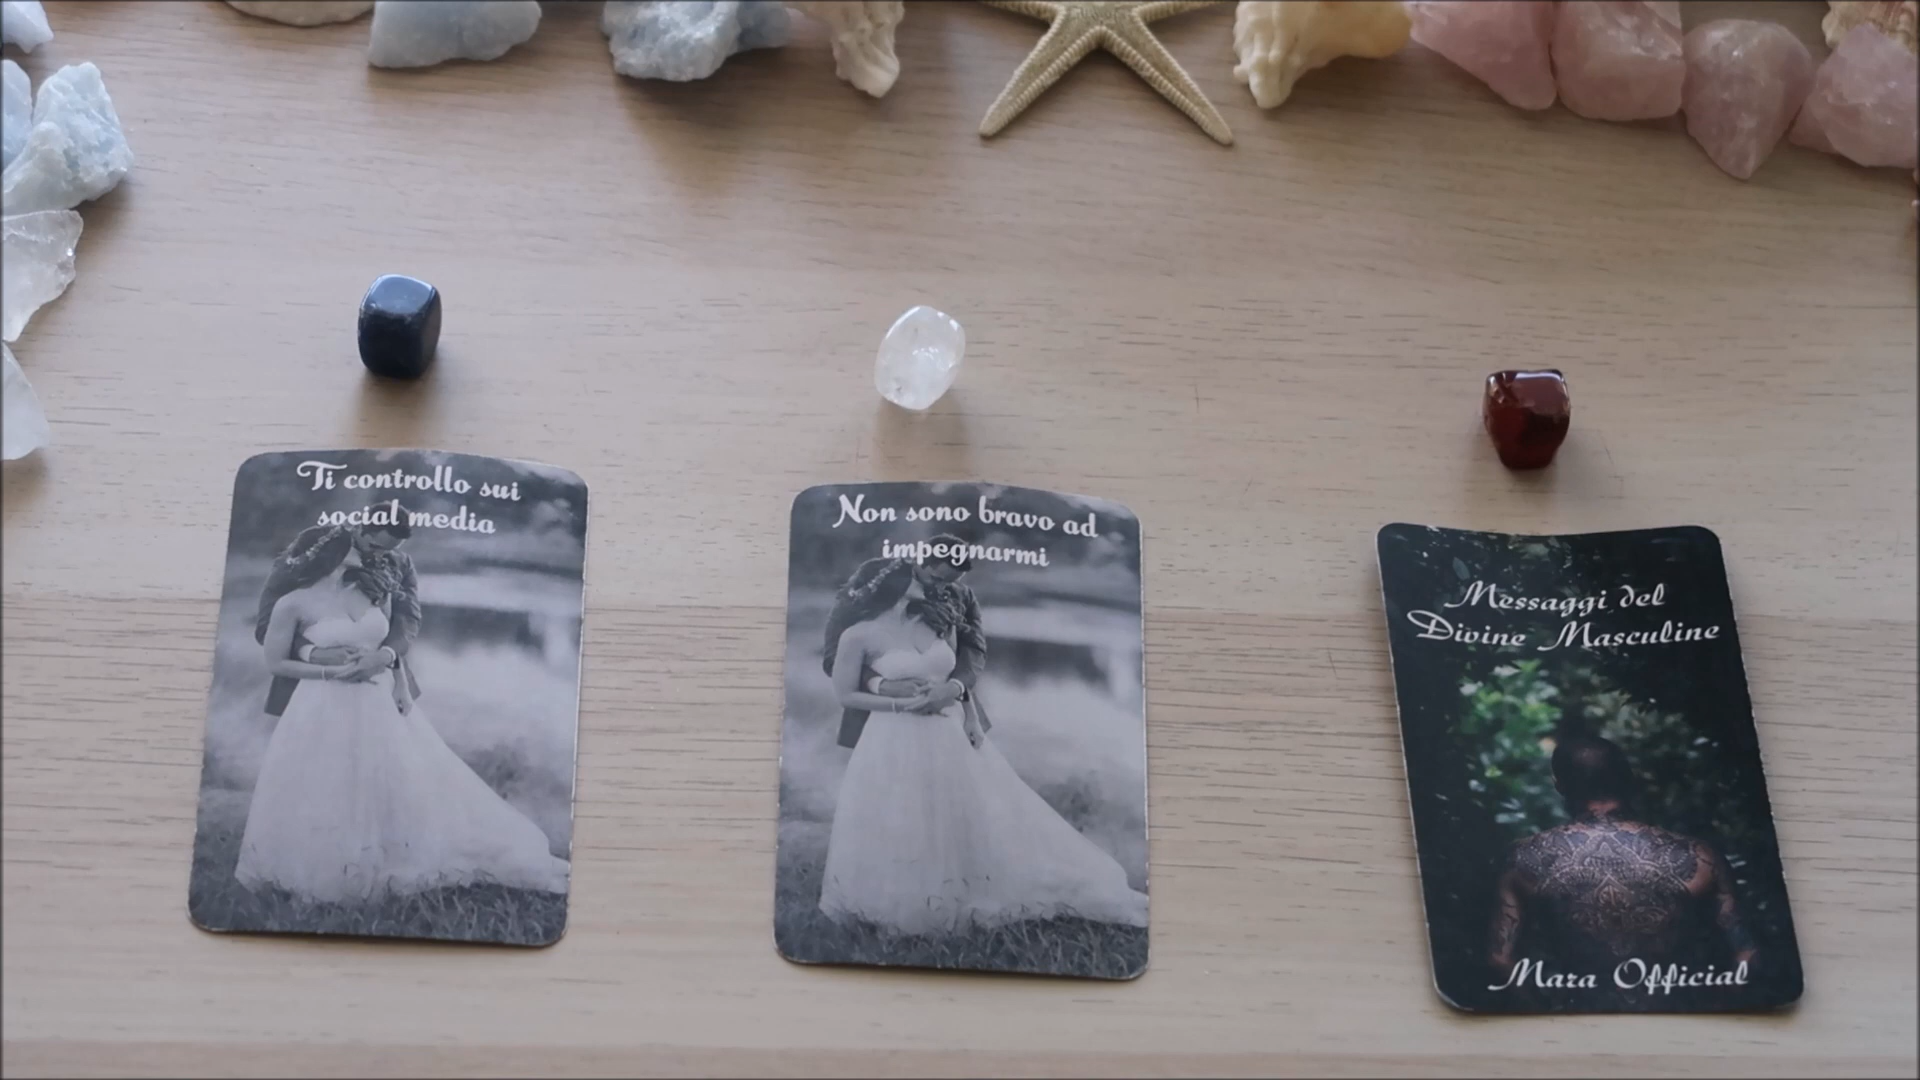 Ti controllo sui
social media
Non sono bravo ad
impegnarmi
Messaggi del
Divine Masculine
Mara Official